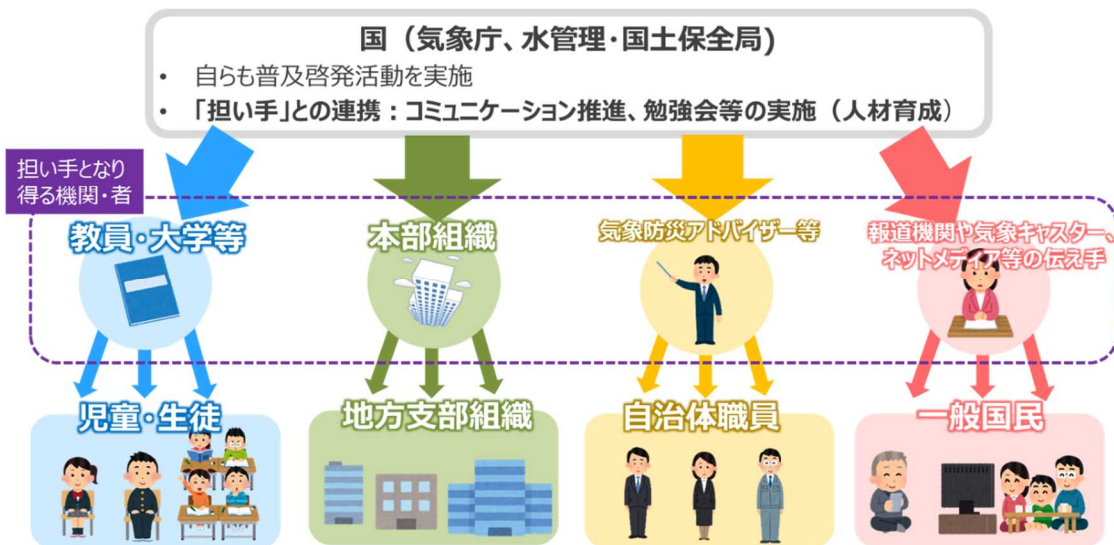 国（気象庁、水管理・国土保全局)
• 自らも普及啓発活動を実施
• 「担い手」との連携：コミュニケーション推進、勉強会等の実施（人材育成）
担い手となり
得る機関・者
教員・大学等
本部組織
気象防災アドバイザー等
報道機関や気象キャスター、
ネットメディア等の伝え手
児童・生徒
地方支部組織
自治体職員
一般国民